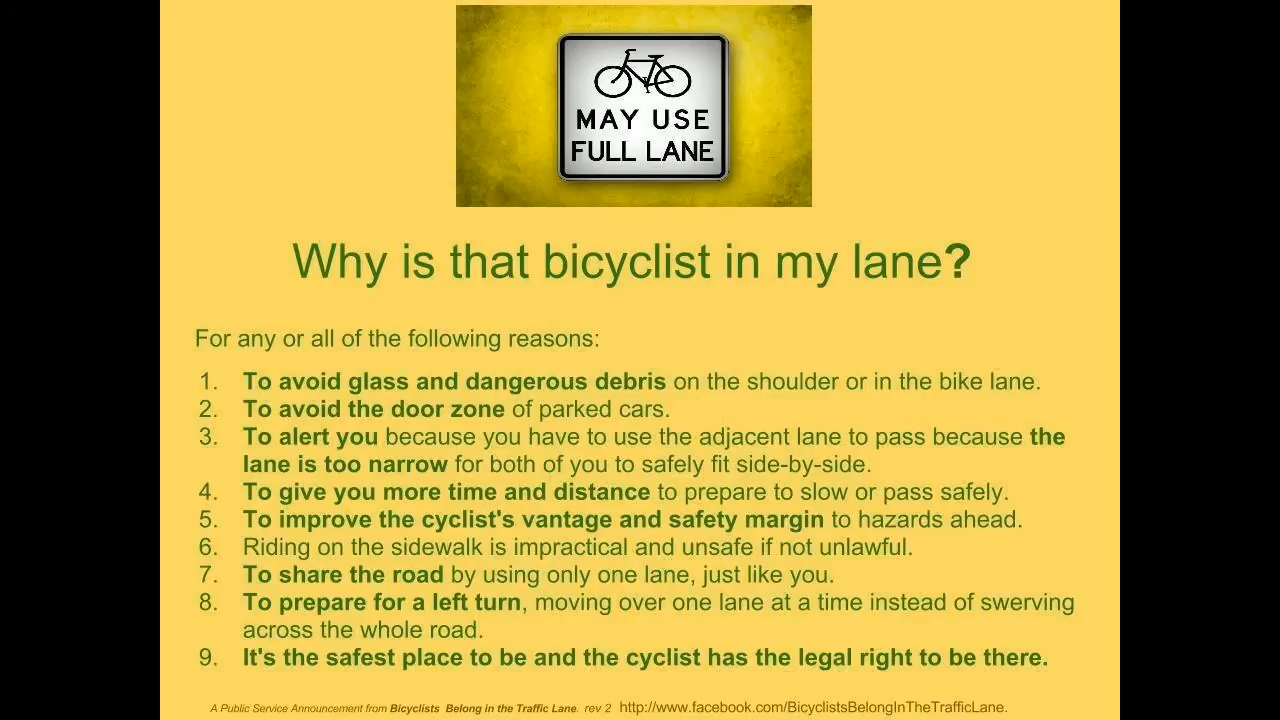 MAY USE
FULL LANE
Why is that bicyclist in my lane?
For any or all of the following reasons:
1. To avoid glass and dangerous debris on the shoulder or in the bike lane.
2. To avoid the door zone of parked cars.
3. To alert you because you have to use the adjacent lane to pass because the
lane is too narrow for both of you to safely fit side-by-side.
4. To give you more time and distance to prepare to slow or pass safely.
5. To improve the cyclist's vantage and safety margin to hazards ahead.
6. Riding on the sidewalk is impractical and unsafe if not unlawful.
7. To share the road by using only one lane, just like you.
8. To prepare for a left turn, moving over one lane at a time instead of swerving
across the whole road.
9. It's the safest place to be and the cyclist has the legal right to be there.
A Public Service Announcement from Bicyclists Belong in the Traffic Lane. rev 2 http://www.facebook.com/BicyclistsBelongInTheTrafficLane.